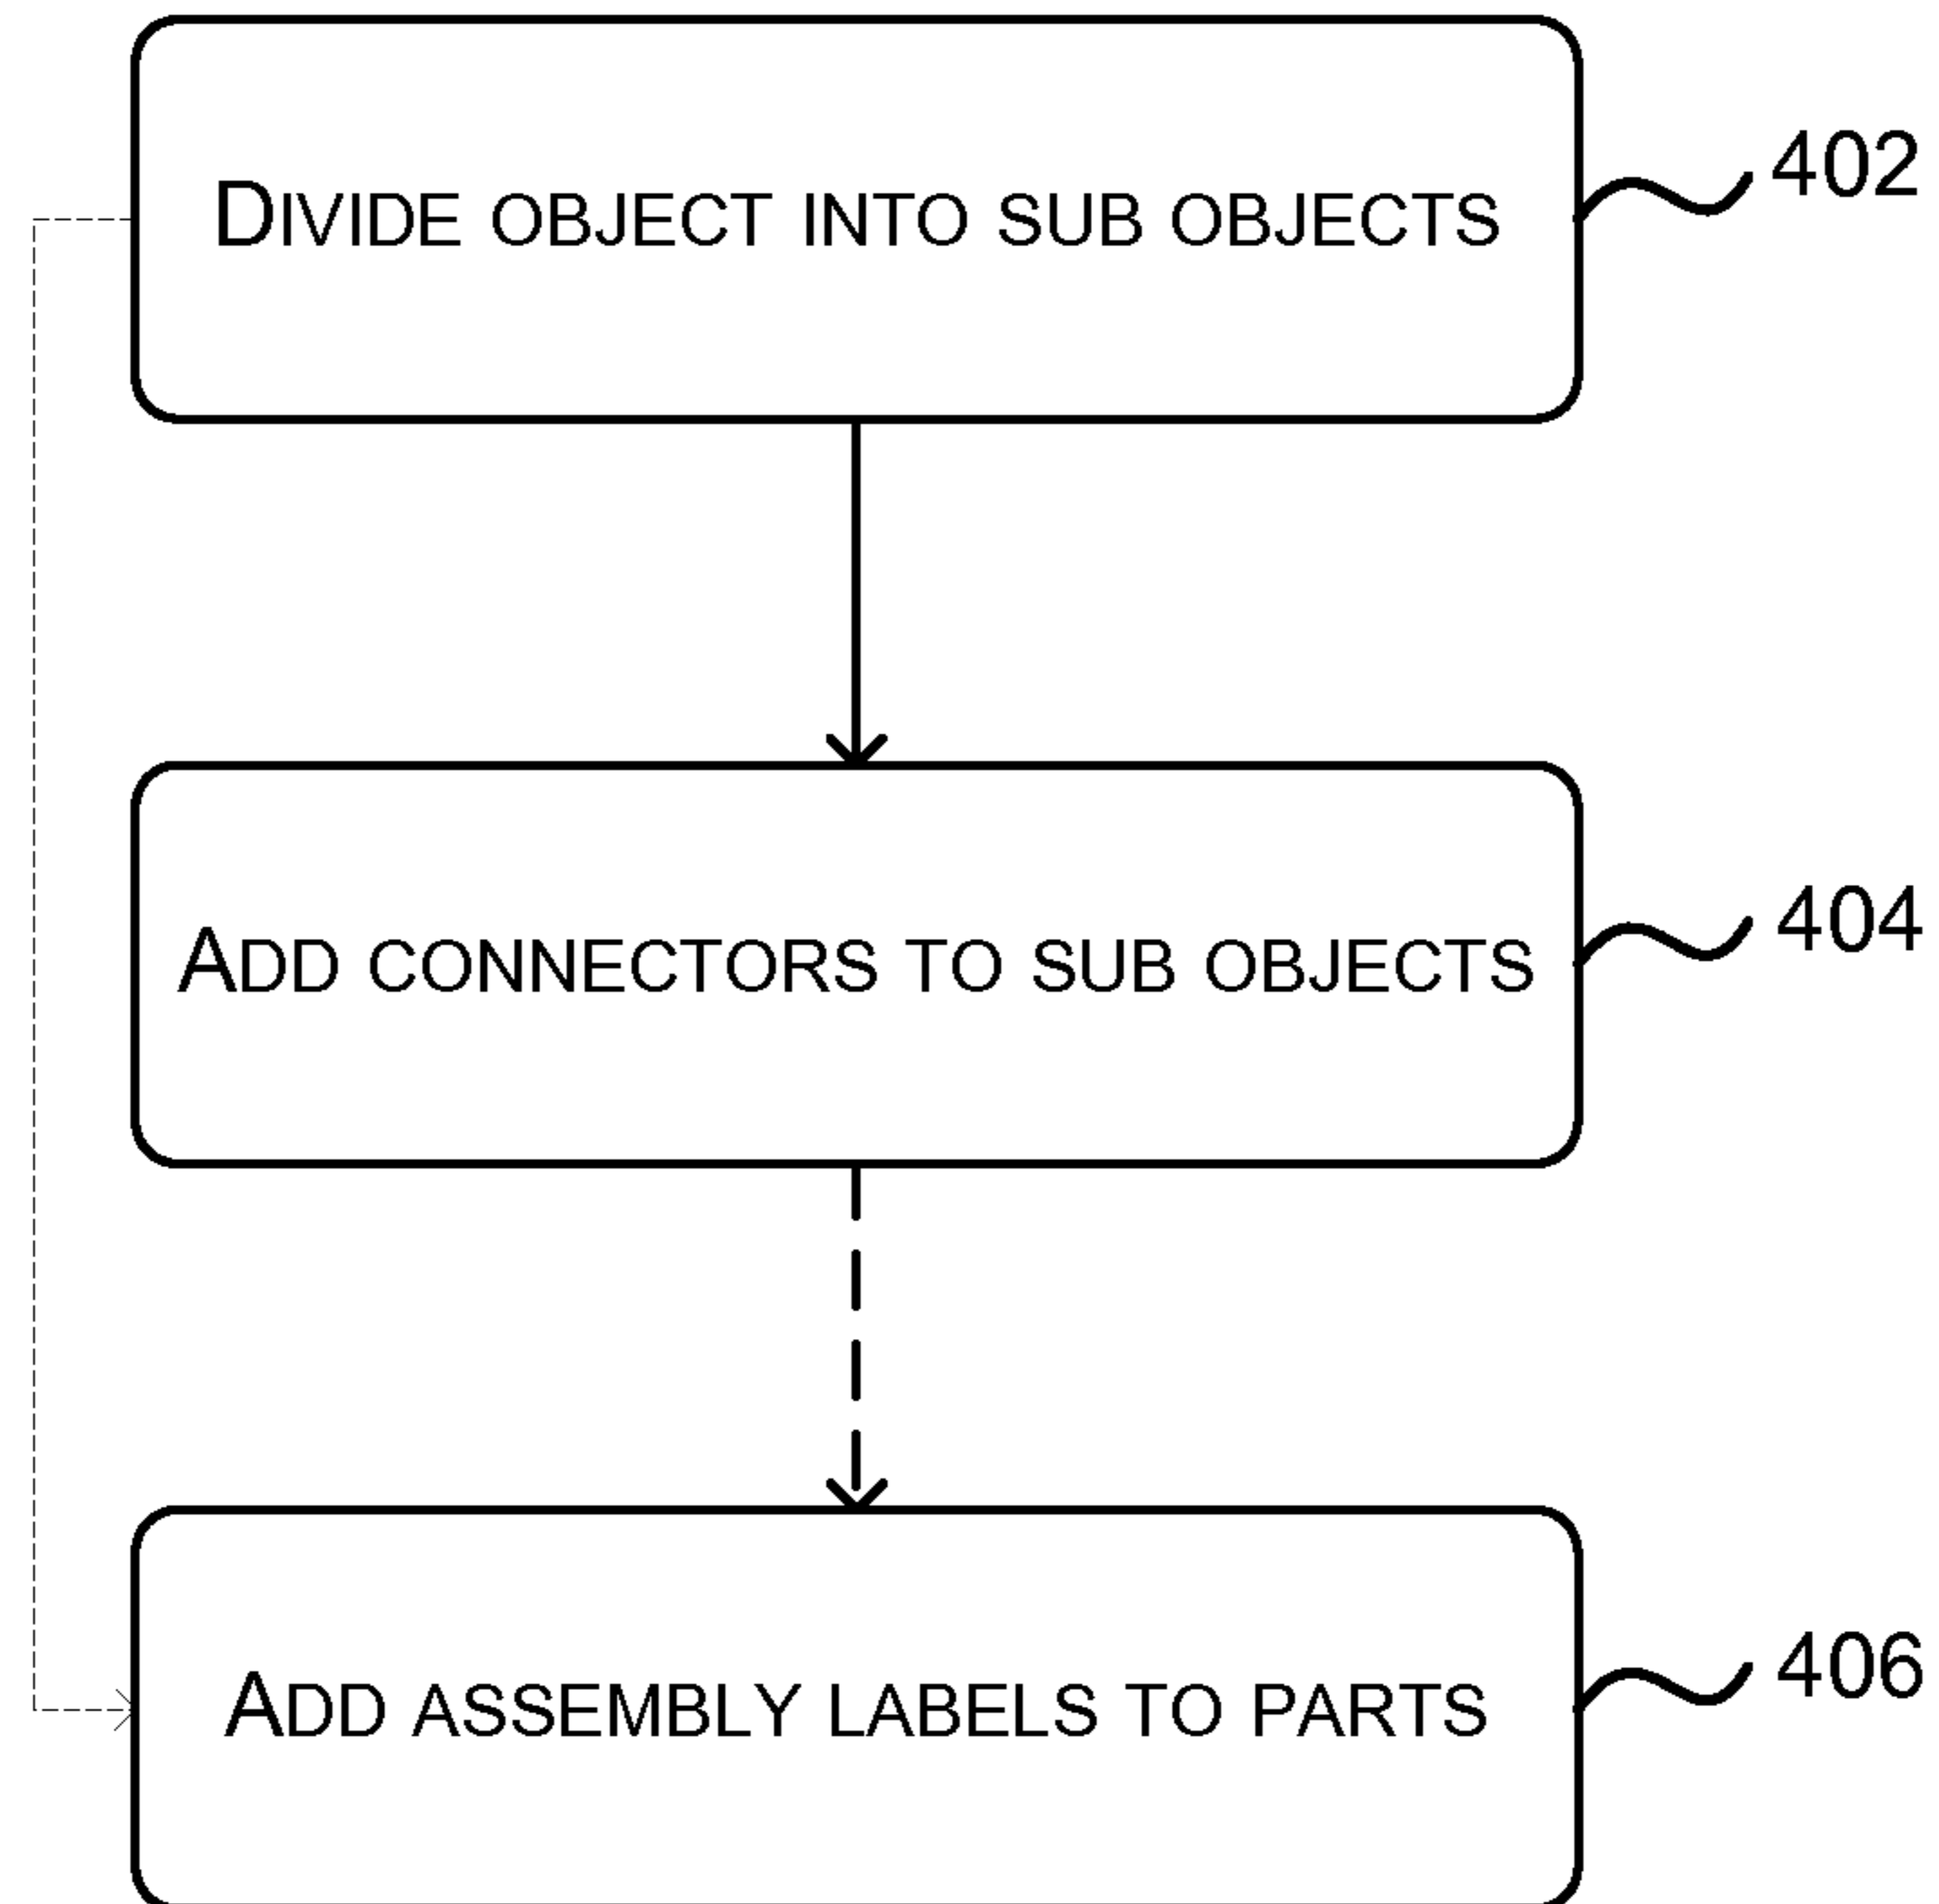 DIVIDE OBJECT INTO SUB OBJECTS
402
ADD CONNECTORS TO SUB OBJECTS
404
ADD ASSEMBLY LABELS TO PARTS
406